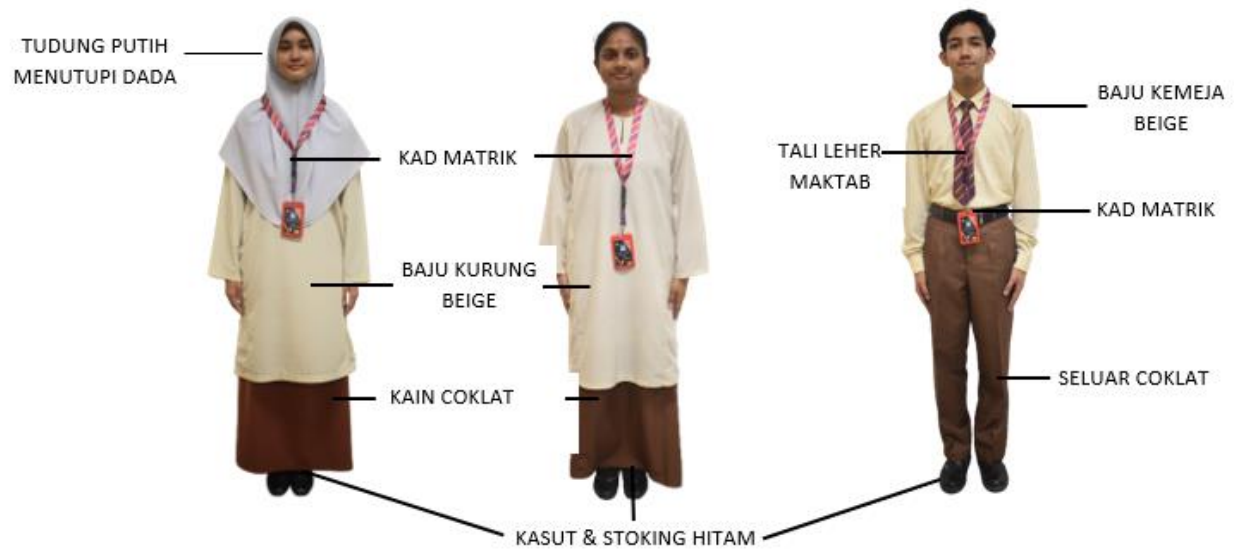 TUDUNG PUTIH
MENUTUPI DADA
KAD MATRIK
BAJU KURUNG
BEIGE
KAIN COKLAT
BAJU KEMEJA
BEIGE
TALI LEHER
MAKTAB
KAD MATRIK
SELUAR COKLAT
KASUT & STOKING HITAM